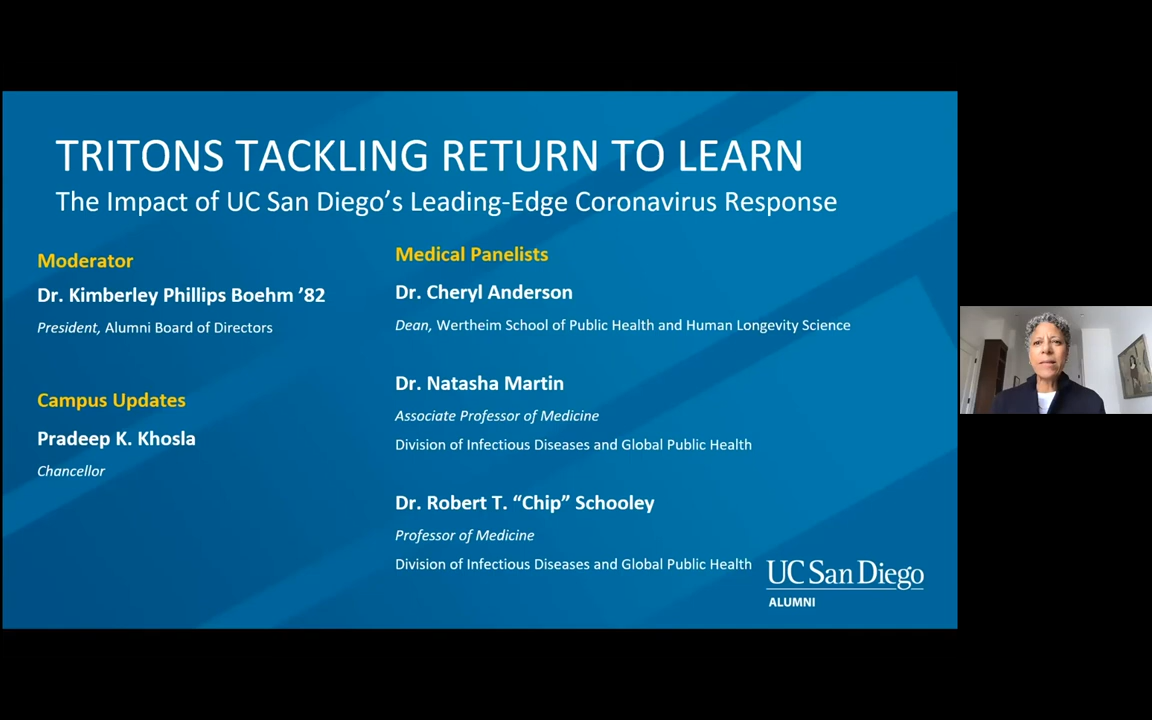 TRITONS TACKLING RETURN TO LEARN
The Impact of UC San Diego’s Leading-Edge Coronavirus Response
Moderator
Dr. Kimberley Phillips Boehm ’82
President, Alumni Board of Directors
Campus Updates
Pradeep K. Khosla
Chancellor
Medical Panelists
Dr. Cheryl Anderson
Dean, Wertheim School of Public Health and Human Longevity Science
Dr. Natasha Martin
Associate Professor of Medicine
Division of Infectious Diseases and Global Public Health
Dr. Robert T. “Chip” Schooley
Professor of Medicine
Division of Infectious Diseases and Global Public Health
UC San Diego
ALUMNI